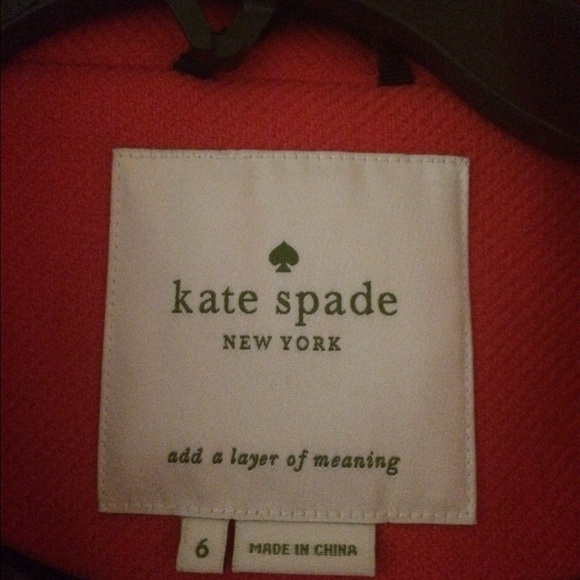 kate spade
NEW YORK
add a layer of meaning
6
MADE IN CHINA